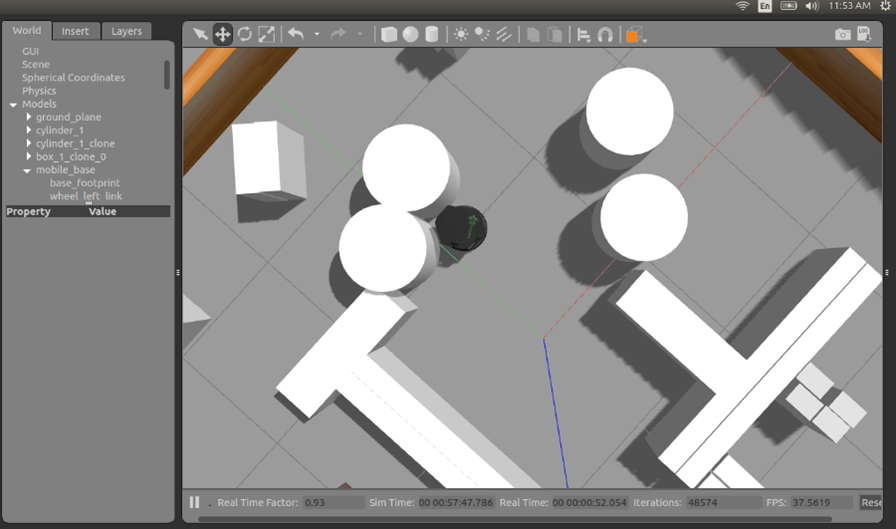 En 11:53 AM
World Insert Layers
GUI
Scene
Spherical Coordinates
Physics
Models
ground_plane
cylinder_1
cylinder_1_clone
box_1_clone_0
mobile_base
base_footprint
wheel_left_link
Property Value
LOG
Real Time Factor: 0.93 Sim Time: 00 00:57:47.786 Real Time: 00 00:00:52.054 Iterations: 48574 FPS: 37.5619 Rese